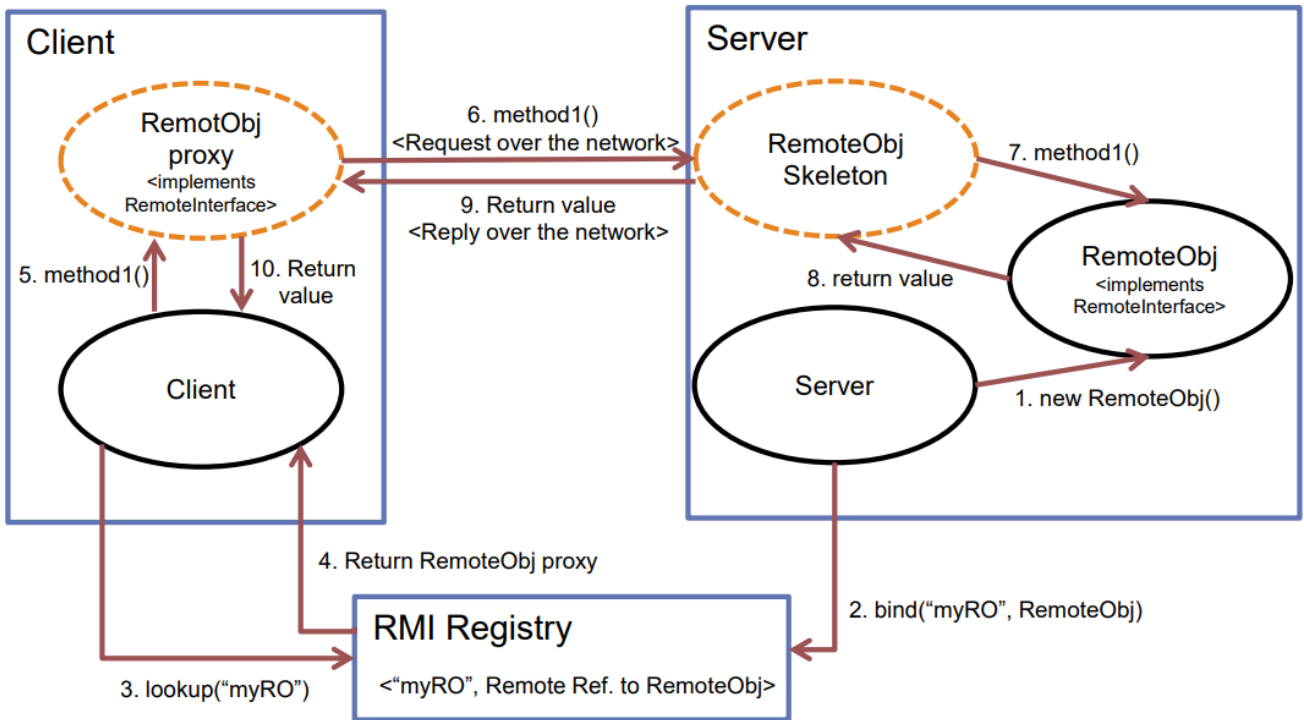 Client
RemotObj
proxy
<implements
RemoteInterface>
5. method1()
10. Return
value
Client
6. method1()
<Request over the network>
9. Return value
<Reply over the network>
Server
RemoteObj
Skeleton
7. method1()
RemoteObj
<implements
RemoteInterface>
8. return value
Server
1. new RemoteObj()
4. Return RemoteObj proxy
2. bind(“myRO”, RemoteObj)
RMI Registry
<“myRO”, Remote Ref. to RemoteObj>
3. lookup(“myRO”)